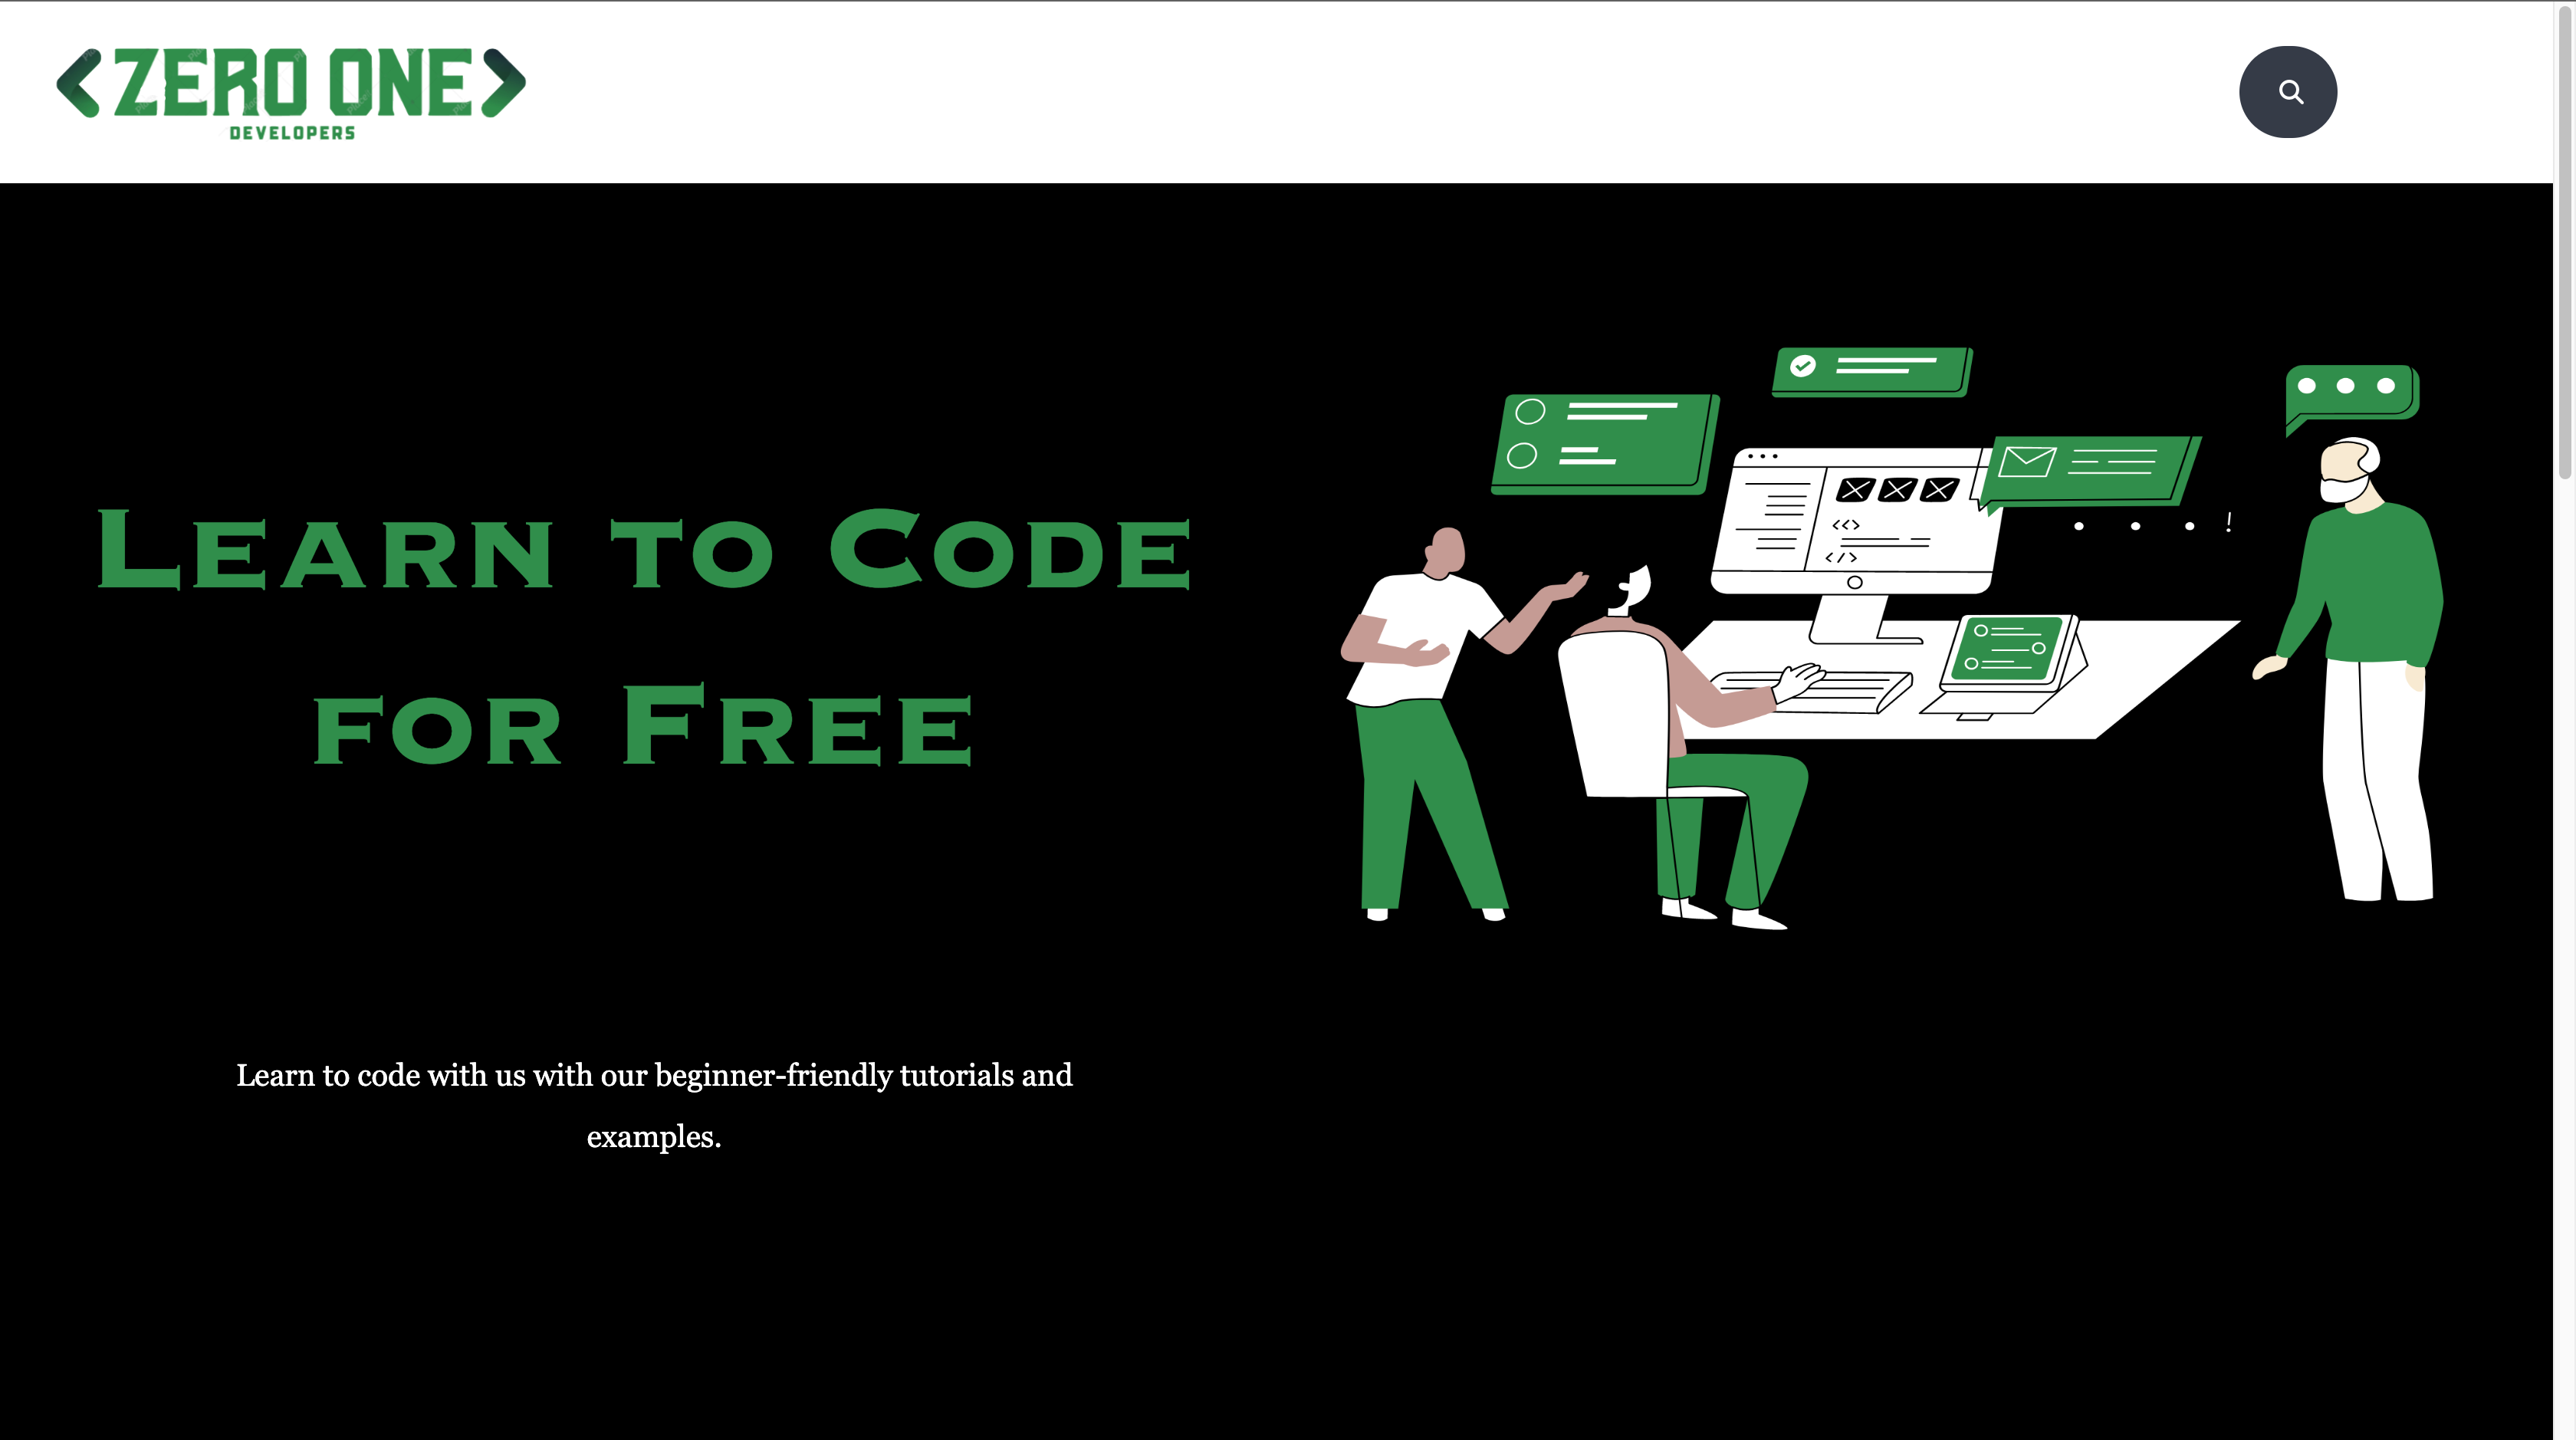 <ZERO ONE>
DEVELOPERS
Learn to Code
for Free
Learn to code with us with our beginner-friendly tutorials and
examples.
<<>
</>
!